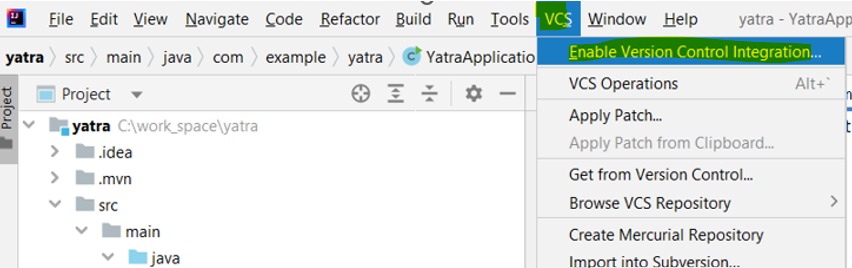 File Edit View Navigate Code Refactor Build Run Tools VCS Window Help yatra - YatraApp
yatra > src > main > java > com > example > yatra > YatraApplicatio
Enable Version Control Integration...
Project
VCS Operations Alt+`
Project
yatra C:\work_space\yatra
Apply Patch...
.idea
Apply Patch from Clipboard...
.mvn
Get from Version Control...
src
Browse VCS Repository >
main
Create Mercurial Repository
java
Import into Subversion...